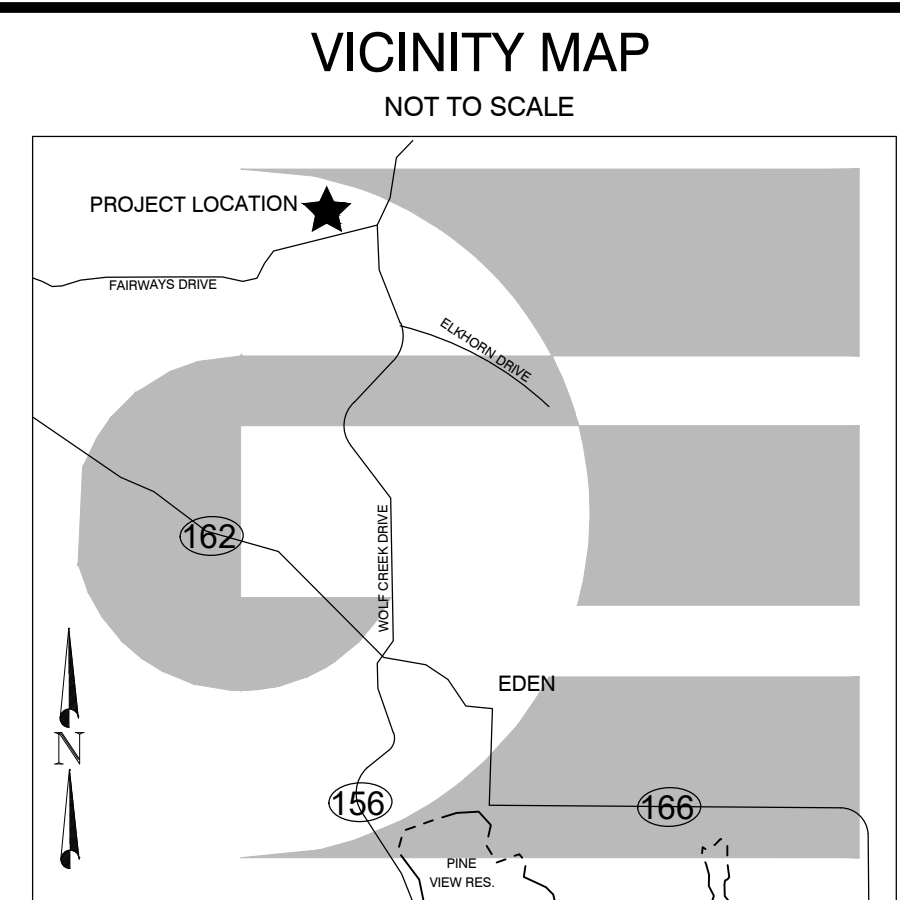 VICINITY MAP
NOT TO SCALE
PROJECT LOCATION
FAIRWAYS DRIVE
ELKHORN DRIVE
162
WOLF CREEK DRIVE
EDEN
N
156
166
PINE
VIEW RES.